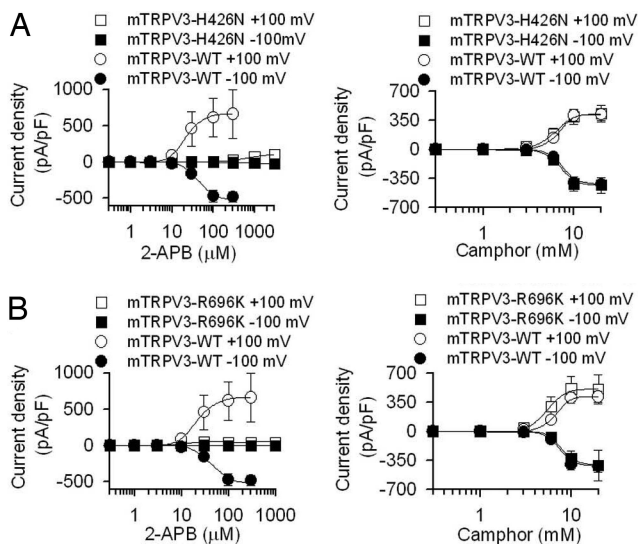 A
mTRPV3-H426N +100 mV
mTRPV3-H426N -100mV
mTRPV3-WT +100 mV
mTRPV3-WT -100 mV
Current density
(pA/pF)
1000
500
0
-500
1 10 100 1000
2-APB (μM)
mTRPV3-H426N +100 mV
mTRPV3-H426N -100 mV
mTRPV3-WT +100 mV
mTRPV3-WT -100 mV
Current density
(pA/pF)
700
350
0
-350
-700
1 10
Camphor (mM)
B
mTRPV3-R696K +100 mV
mTRPV3-R696K -100 mV
mTRPV3-WT +100 mV
mTRPV3-WT -100 mV
Current density
(pA/pF)
1000
500
0
-500
1 10 100 1000
2-APB (μM)
mTRPV3-R696K +100 mV
mTRPV3-R696K -100 mV
mTRPV3-WT +100 mV
mTRPV3-WT -100 mV
Current density
(pA/pF)
700
350
0
-350
-700
1 10
Camphor (mM)